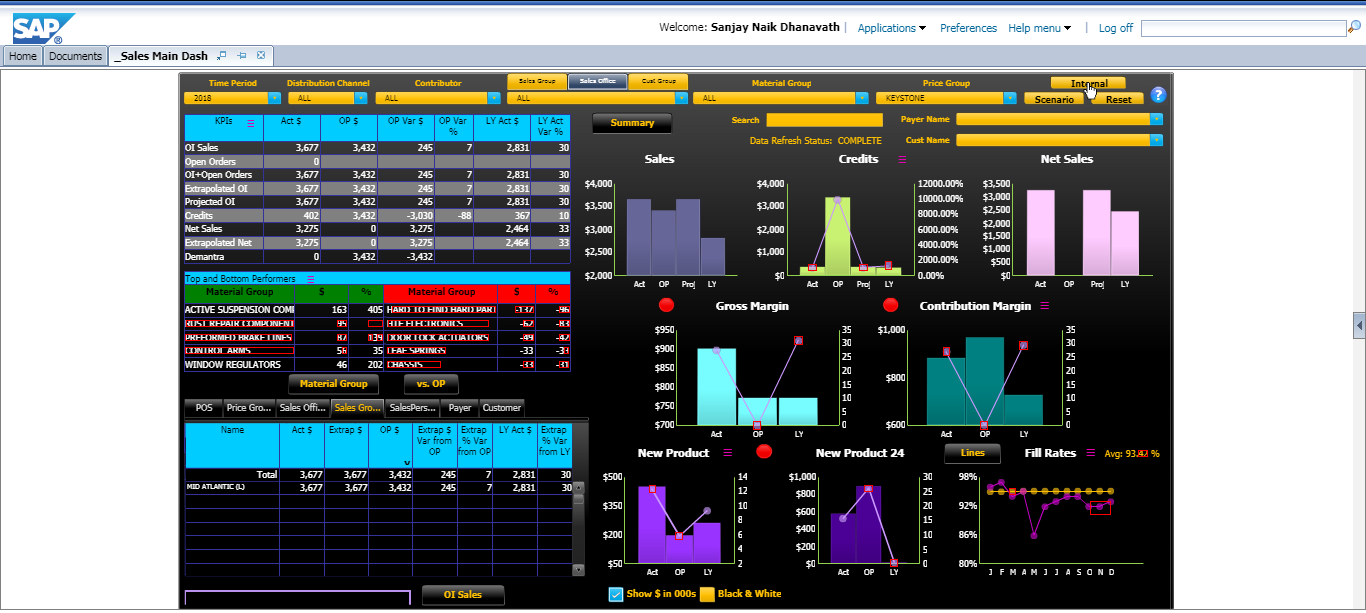 SAP ®
Welcome: Sanjay Naik Dhanavath | Applications Preferences Help menu | Log off
Home Documents _Sales Main Dash
Time Period Distribution Channel Contributor Sales Group Sales Office Cust Group Material Group Price Group Internal
2018 ALL ALL ALL ALL KEYSTONE Scenario Reset ?
KPIs Act $ OP $ OP Var $ OP Var % LY Act $ LY Act Var %
OI Sales 3,677 3,432 245 7 2,831 30
Open Orders 0
OI+Open Orders 3,677 3,432 245 7 2,831 30
Extrapolated OI 3,677 3,432 245 7 2,831 30
Projected OI 3,677 3,432 245 7 2,831 30
Credits 402 3,432 -3,030 -88 367 10
Net Sales 3,275 0 3,275 2,464 33
Extrapolated Net 3,275 0 3,275 2,464 33
Demantra 0 3,432 -3,432
Summary Search Payer Name
Data Refresh Status: COMPLETE Cust Name
Sales
$4,000
$3,500
$3,000
$2,500
$2,000
Act OP Proj LY
Credits
$4,000 12000.00%
$3,000 10000.00%
8000.00%
$2,000 6000.00%
$1,000 4000.00%
2000.00%
$0 0.00%
Act OP Proj LY
Net Sales
$3,500
$3,000
$2,500
$2,000
$1,500
$1,000
$500
$0
Act OP Proj LY
Top and Bottom Performers
Material Group $ % Material Group $ %
ACTIVE SUSPENSION COMI 163 405 HARD TO FIND HARD PART -137 -96
RUST REPAIR COMPONENT 95 HTE ELECTRONICS -62 -83
PREFORMED BRAKE LINES 87 139 DOOR LOCK ACTUATORS -49 -42
CONTROL ARMS 56 35 LEAF SPRINGS -33 -33
WINDOW REGULATORS 46 202 CHASSIS -33 -31
Material Group vs. OP
Gross Margin
$950 35
$900 30
$850 25
20
$800 15
$750 10
5
$700 0
Act OP LY
Contribution Margin
$1,000 35
30
25
$800 20
15
10
5
$600 0
Act OP LY
POS Price Gro... Sales Offi... Sales Gro... SalesPers... Payer Customer
Name Act $ Extrap $ OP $ Extrap $ Var from OP Extrap % Var from OP LY Act $ Extrap % Var from LY
Total 3,677 3,677 3,432 245 7 2,831 30
MID ATLANTIC (L) 3,677 3,677 3,432 245 7 2,831 30
New Product
$500 14
12
$350 10
8
$200 6
4
$50 2
Act OP LY
New Product 24
$1,000 30
$800 25
$600 20
15
$400 10
$200 5
$0 0
Act OP LY
Lines Fill Rates Avg: 93.42 %
98%
92%
86%
80%
J F M A M J J A S O N D
OI Sales
Show $ in 000s Black & White